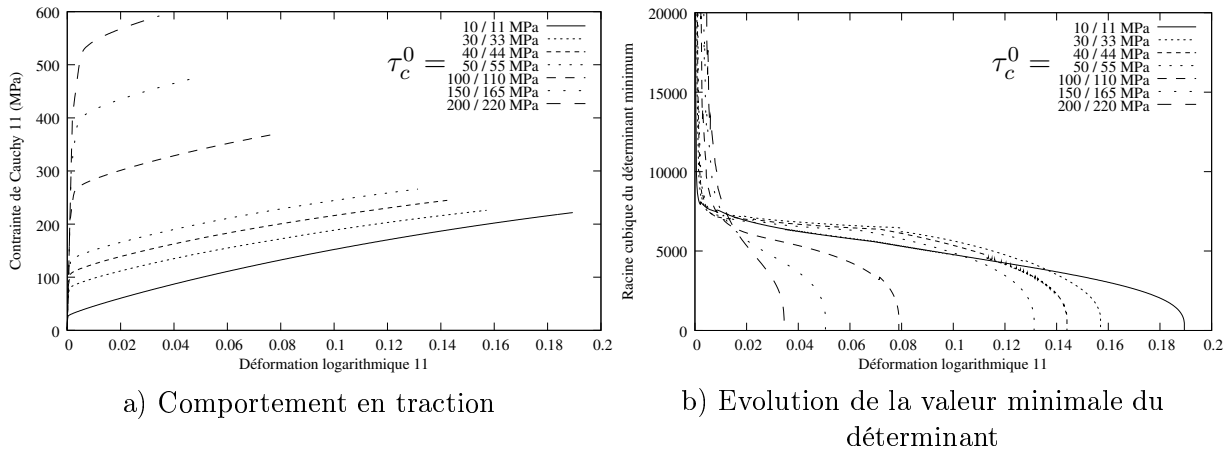 600
500
400
300
200
100
0
Contrainte de Cauchy 11 (MPa)
τ_c^0 =
10 / 11 MPa
30 / 33 MPa
40 / 44 MPa
50 / 55 MPa
100 / 110 MPa
150 / 165 MPa
200 / 220 MPa
0 0.02 0.04 0.06 0.08 0.1 0.12 0.14 0.16 0.18 0.2
Déformation logarithmique 11
a) Comportement en traction
20000
15000
10000
5000
0
Racine cubique du déterminant minimum
τ_c^0 =
10 / 11 MPa
30 / 33 MPa
40 / 44 MPa
50 / 55 MPa
100 / 110 MPa
150 / 165 MPa
200 / 220 MPa
0 0.02 0.04 0.06 0.08 0.1 0.12 0.14 0.16 0.18 0.2
Déformation logarithmique 11
b) Evolution de la valeur minimale du
déterminant